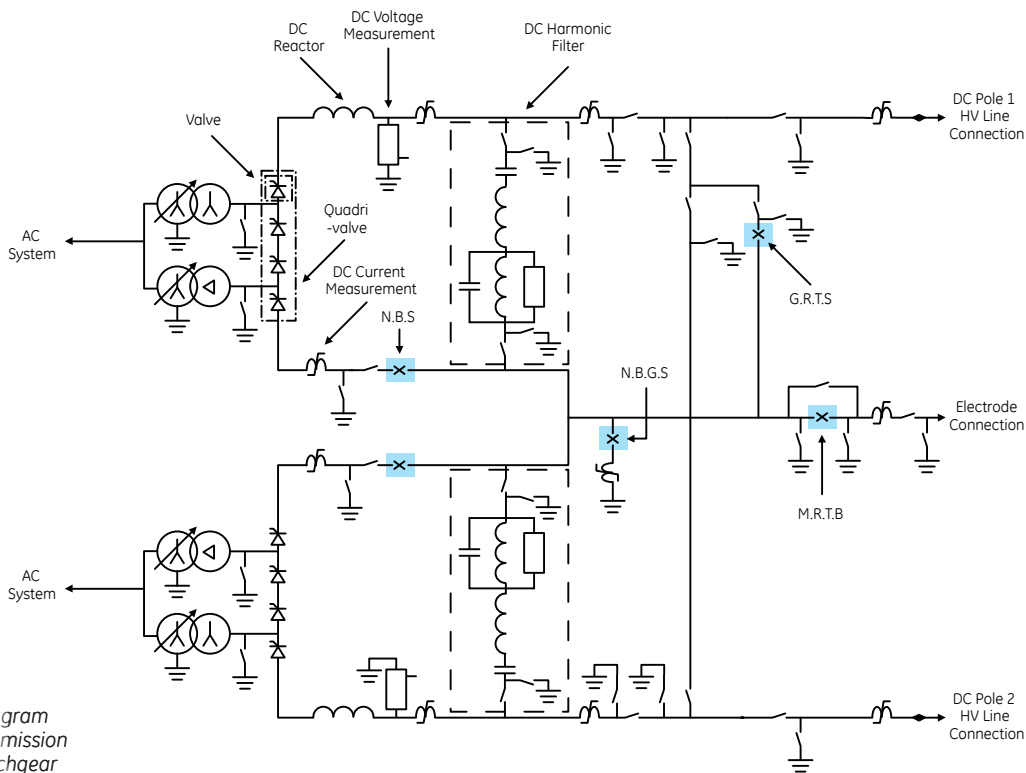 DC Voltage
Measurement
DC
Reactor
DC Harmonic
Filter
Valve
DC Pole 1
HV Line
Connection
Quadri
-valve
AC
System
DC Current
Measurement
N.B.S
G.R.T.S
N.B.G.S
Electrode
Connection
M.R.T.B
AC
System
DC Pole 2
HV Line
Connection
gram
mission
chgear